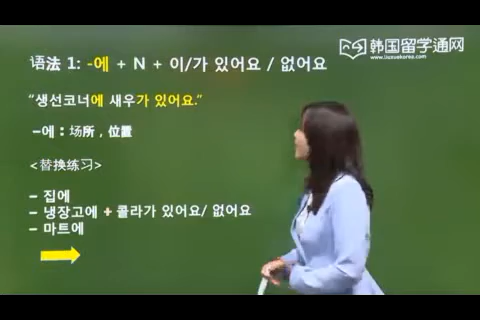 韩国留学通网
www.liuxuekorea.com
语法 1: -에 + N + 이/가 있어요 / 없어요
“생선코너에 새우가 있어요.”
–에 : 场所，位置
<替换练习>
– 집에
– 냉장고에 + 콜라가 있어요/ 없어요
– 마트에